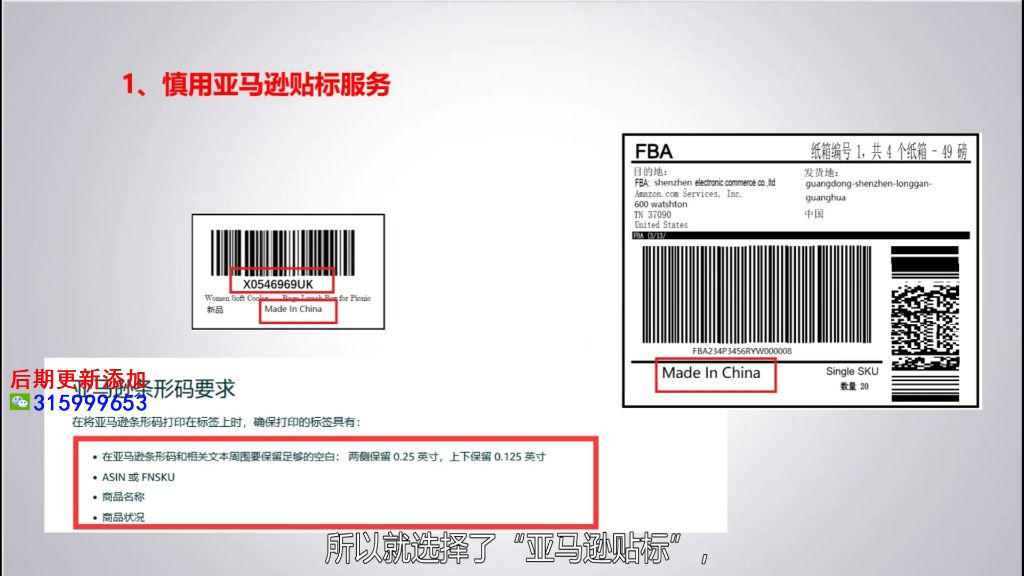 1、慎用亚马逊贴标服务
X0546969UK
Women Soft Cooler Bags Lunch Box for Picnic
新品
Made In China
FBA
纸箱编号 1，共 4 个纸箱 - 49 磅
目的地：
FBA: shenzhen electronic commerce co.,ltd
Amazon.com Services, Inc.
600 watshton
TN 37090
United States
发货地：
guangdong-shenzhen-longgan-
guanghua
中国
FBA (3/13/
FBA234P3456RYW000008
Made In China
Single SKU
数量 20
后期更新添加
315999653
亚马逊条形码要求
在将亚马逊条形码打印在标签上时，确保打印的标签具有：
• 在亚马逊条形码和相关文本周围要保留足够的空白： 两侧保留 0.25 英寸，上下保留 0.125 英寸
• ASIN 或 FNSKU
• 商品名称
• 商品状况
所以就选择了“亚马逊贴标”，